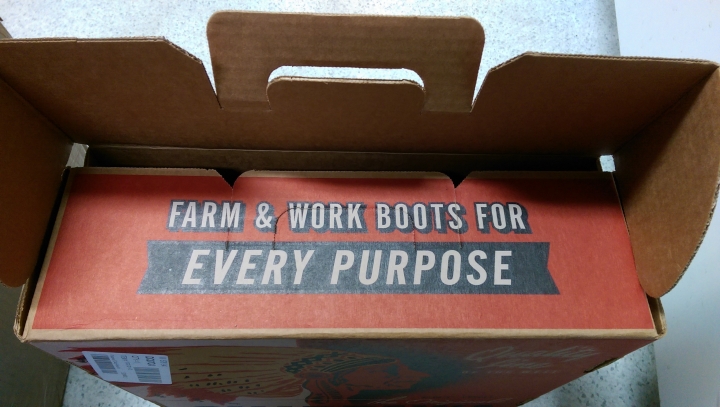 FARM & WORK BOOTS FOR
EVERY PURPOSE